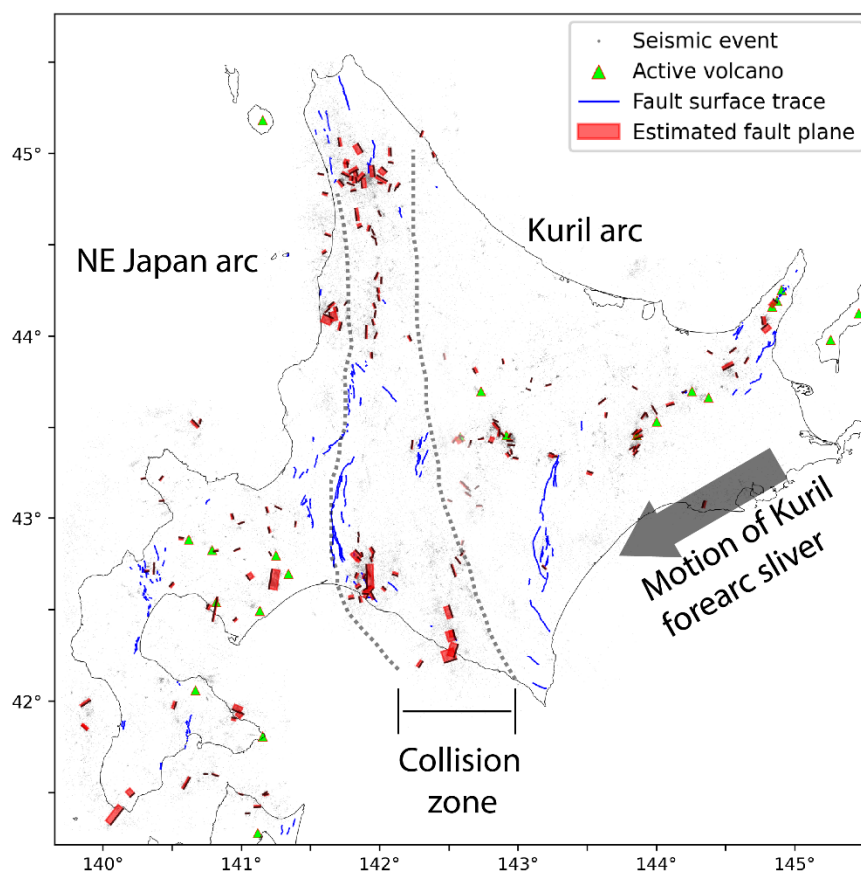 Seismic event
Active volcano
Fault surface trace
Estimated fault plane
45°
Kuril arc
NE Japan arc
44°
43°
Motion of Kuril
forearc sliver
42°
Collision
zone
140°
141°
142°
143°
144°
145°